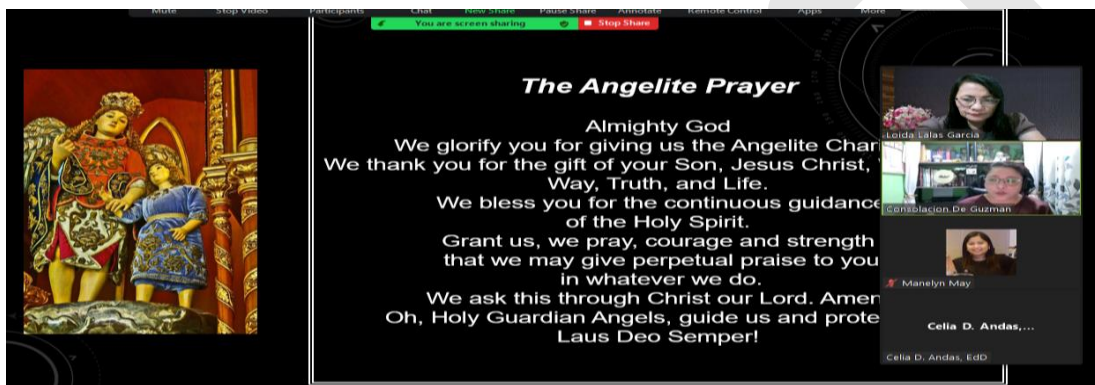 Mute Stop Video Participants Chat New Share Pause Share Annotate Remote Control Apps More
You are screen sharing Stop Share
The Angelite Prayer
Almighty God
We glorify you for giving us the Angelite Char
We thank you for the gift of your Son, Jesus Christ,
Way, Truth, and Life.
We bless you for the continuous guidance
of the Holy Spirit.
Grant us, we pray, courage and strength
that we may give perpetual praise to you
in whatever we do.
We ask this through Christ our Lord. Amen
Oh, Holy Guardian Angels, guide us and prote
Laus Deo Semper!
Loida Lalas Garcia
Consolacion De Guzman
Manelyn May
Celia D. Andas,...
Celia D. Andas, EdD